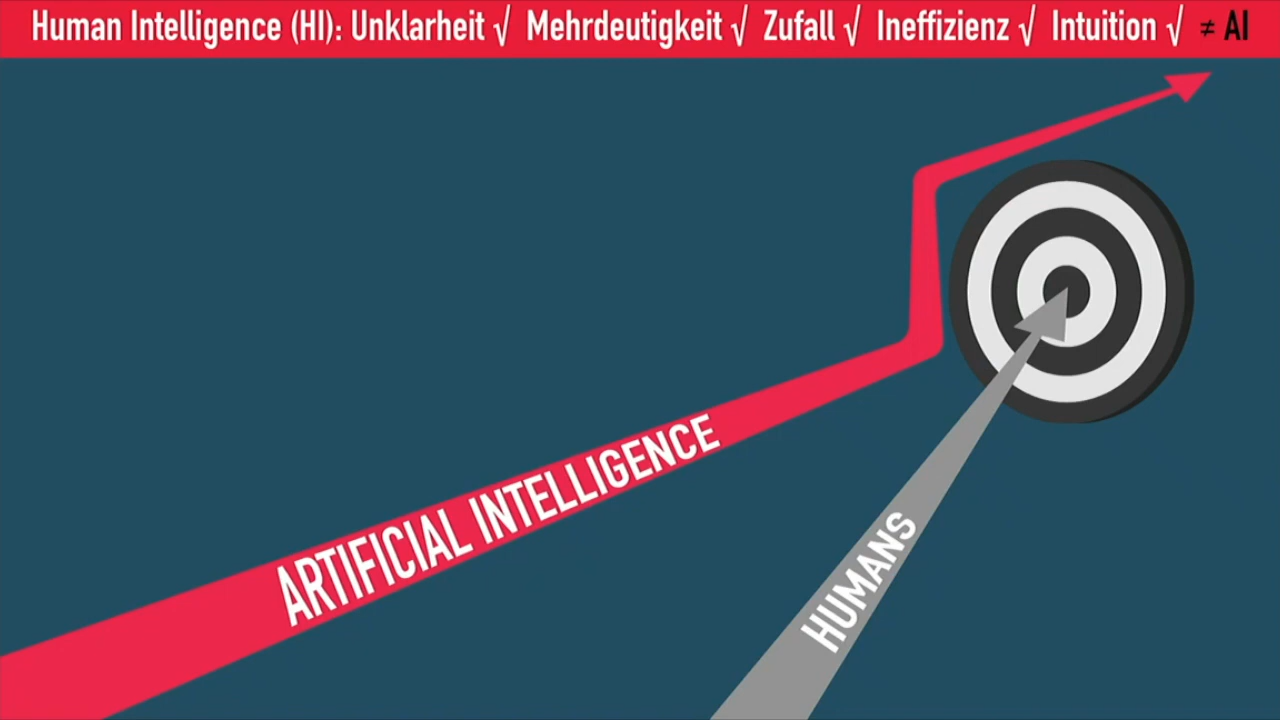 Human Intelligence (HI): Unklarheit √ Mehrdeutigkeit √ Zufall √ Ineffizienz √ Intuition √ ≠ AI
ARTIFICIAL INTELLIGENCE
HUMANS